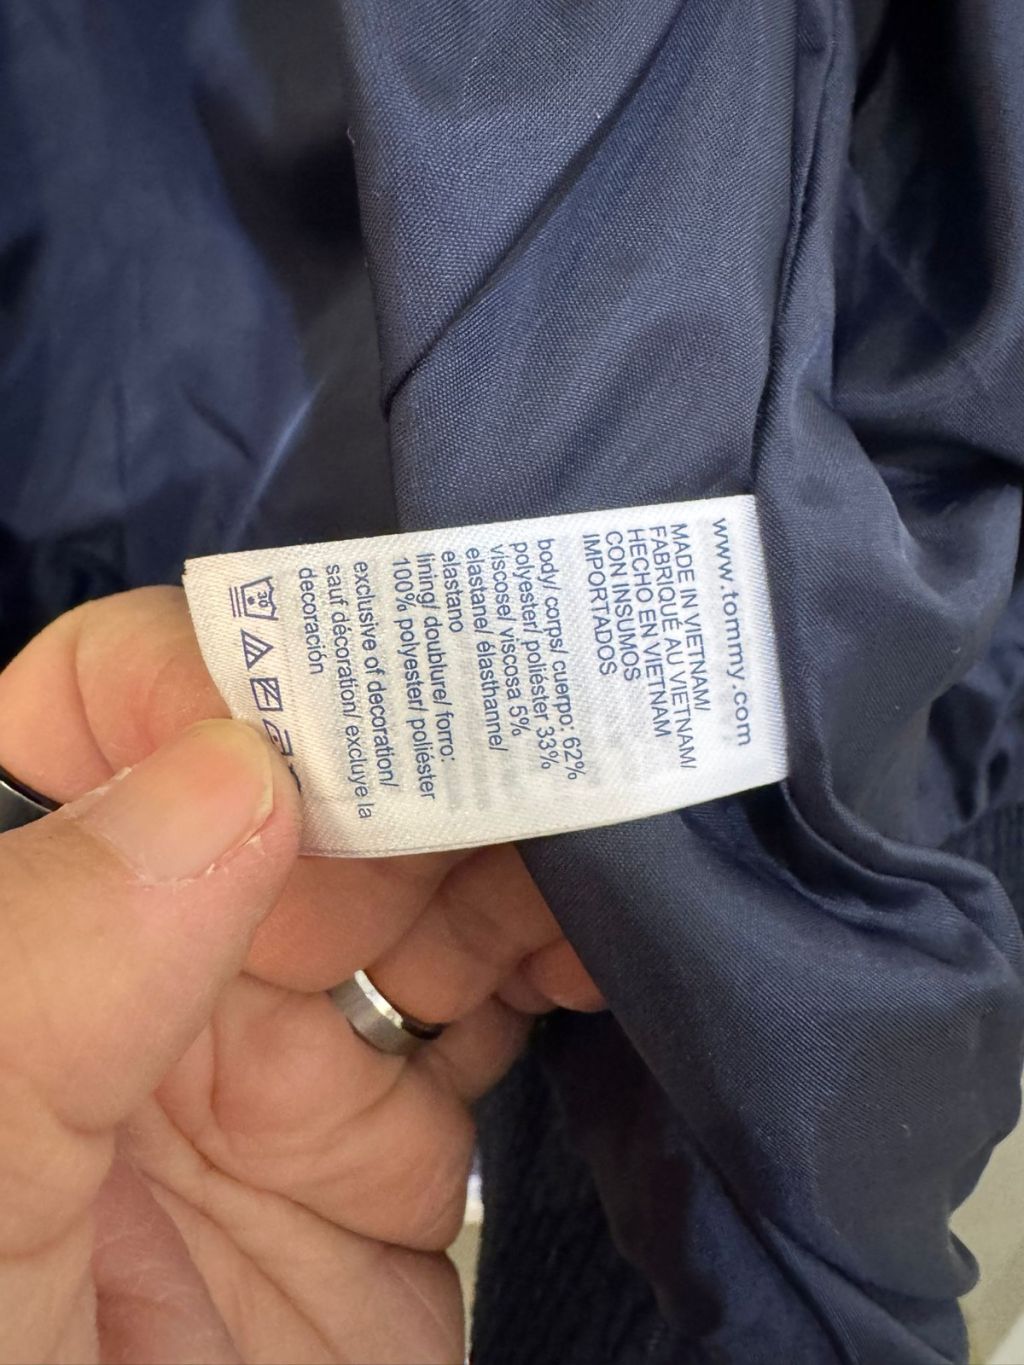 www.tommy.com
MADE IN VIETNAM/
FABRIQUÉ AU VIETNAM/
HECHO EN VIETNAM
CON INSUMOS
IMPORTADOS
body/ corps/ cuerpo: 62%
polyester/ poliéster 33%
viscose/ viscosa 5%
elastane/ élasthanne/
elastano
lining/ doublure/ forro:
100% polyester/ poliéster
exclusive of decoration/
sauf décoration/ excluye la
decoración
30